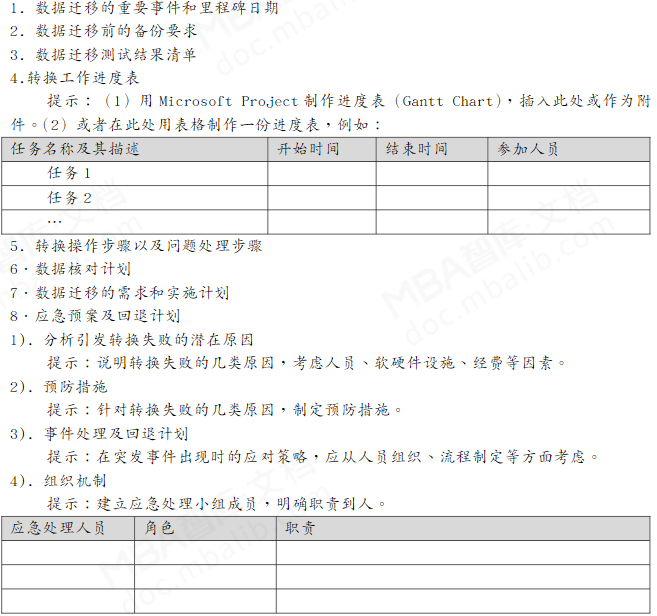 1. 数据迁移的重要事件和里程碑日期
2. 数据迁移前的备份要求
3. 数据迁移测试结果清单
4.转换工作进度表
提示：（1）用 Microsoft Project 制作进度表（Gantt Chart），插入此处或作为附
件。（2）或者在此处用表格制作一份进度表，例如：
任务名称及其描述 开始时间 结束时间 参加人员
任务 1
任务 2
…
5. 转换操作步骤以及问题处理步骤
6．数据核对计划
7．数据迁移的需求和实施计划
8．应急预案及回退计划
1）. 分析引发转换失败的潜在原因
提示：说明转换失败的几类原因，考虑人员、软硬件设施、经费等因素。
2）. 预防措施
提示：针对转换失败的几类原因，制定预防措施。
3）. 事件处理及回退计划
提示：在突发事件出现时的应对策略，应从人员组织、流程制定等方面考虑。
4）. 组织机制
提示：建立应急处理小组成员，明确职责到人。
应急处理人员 角色 职责
MBA智库·文档
doc.mbalib.com